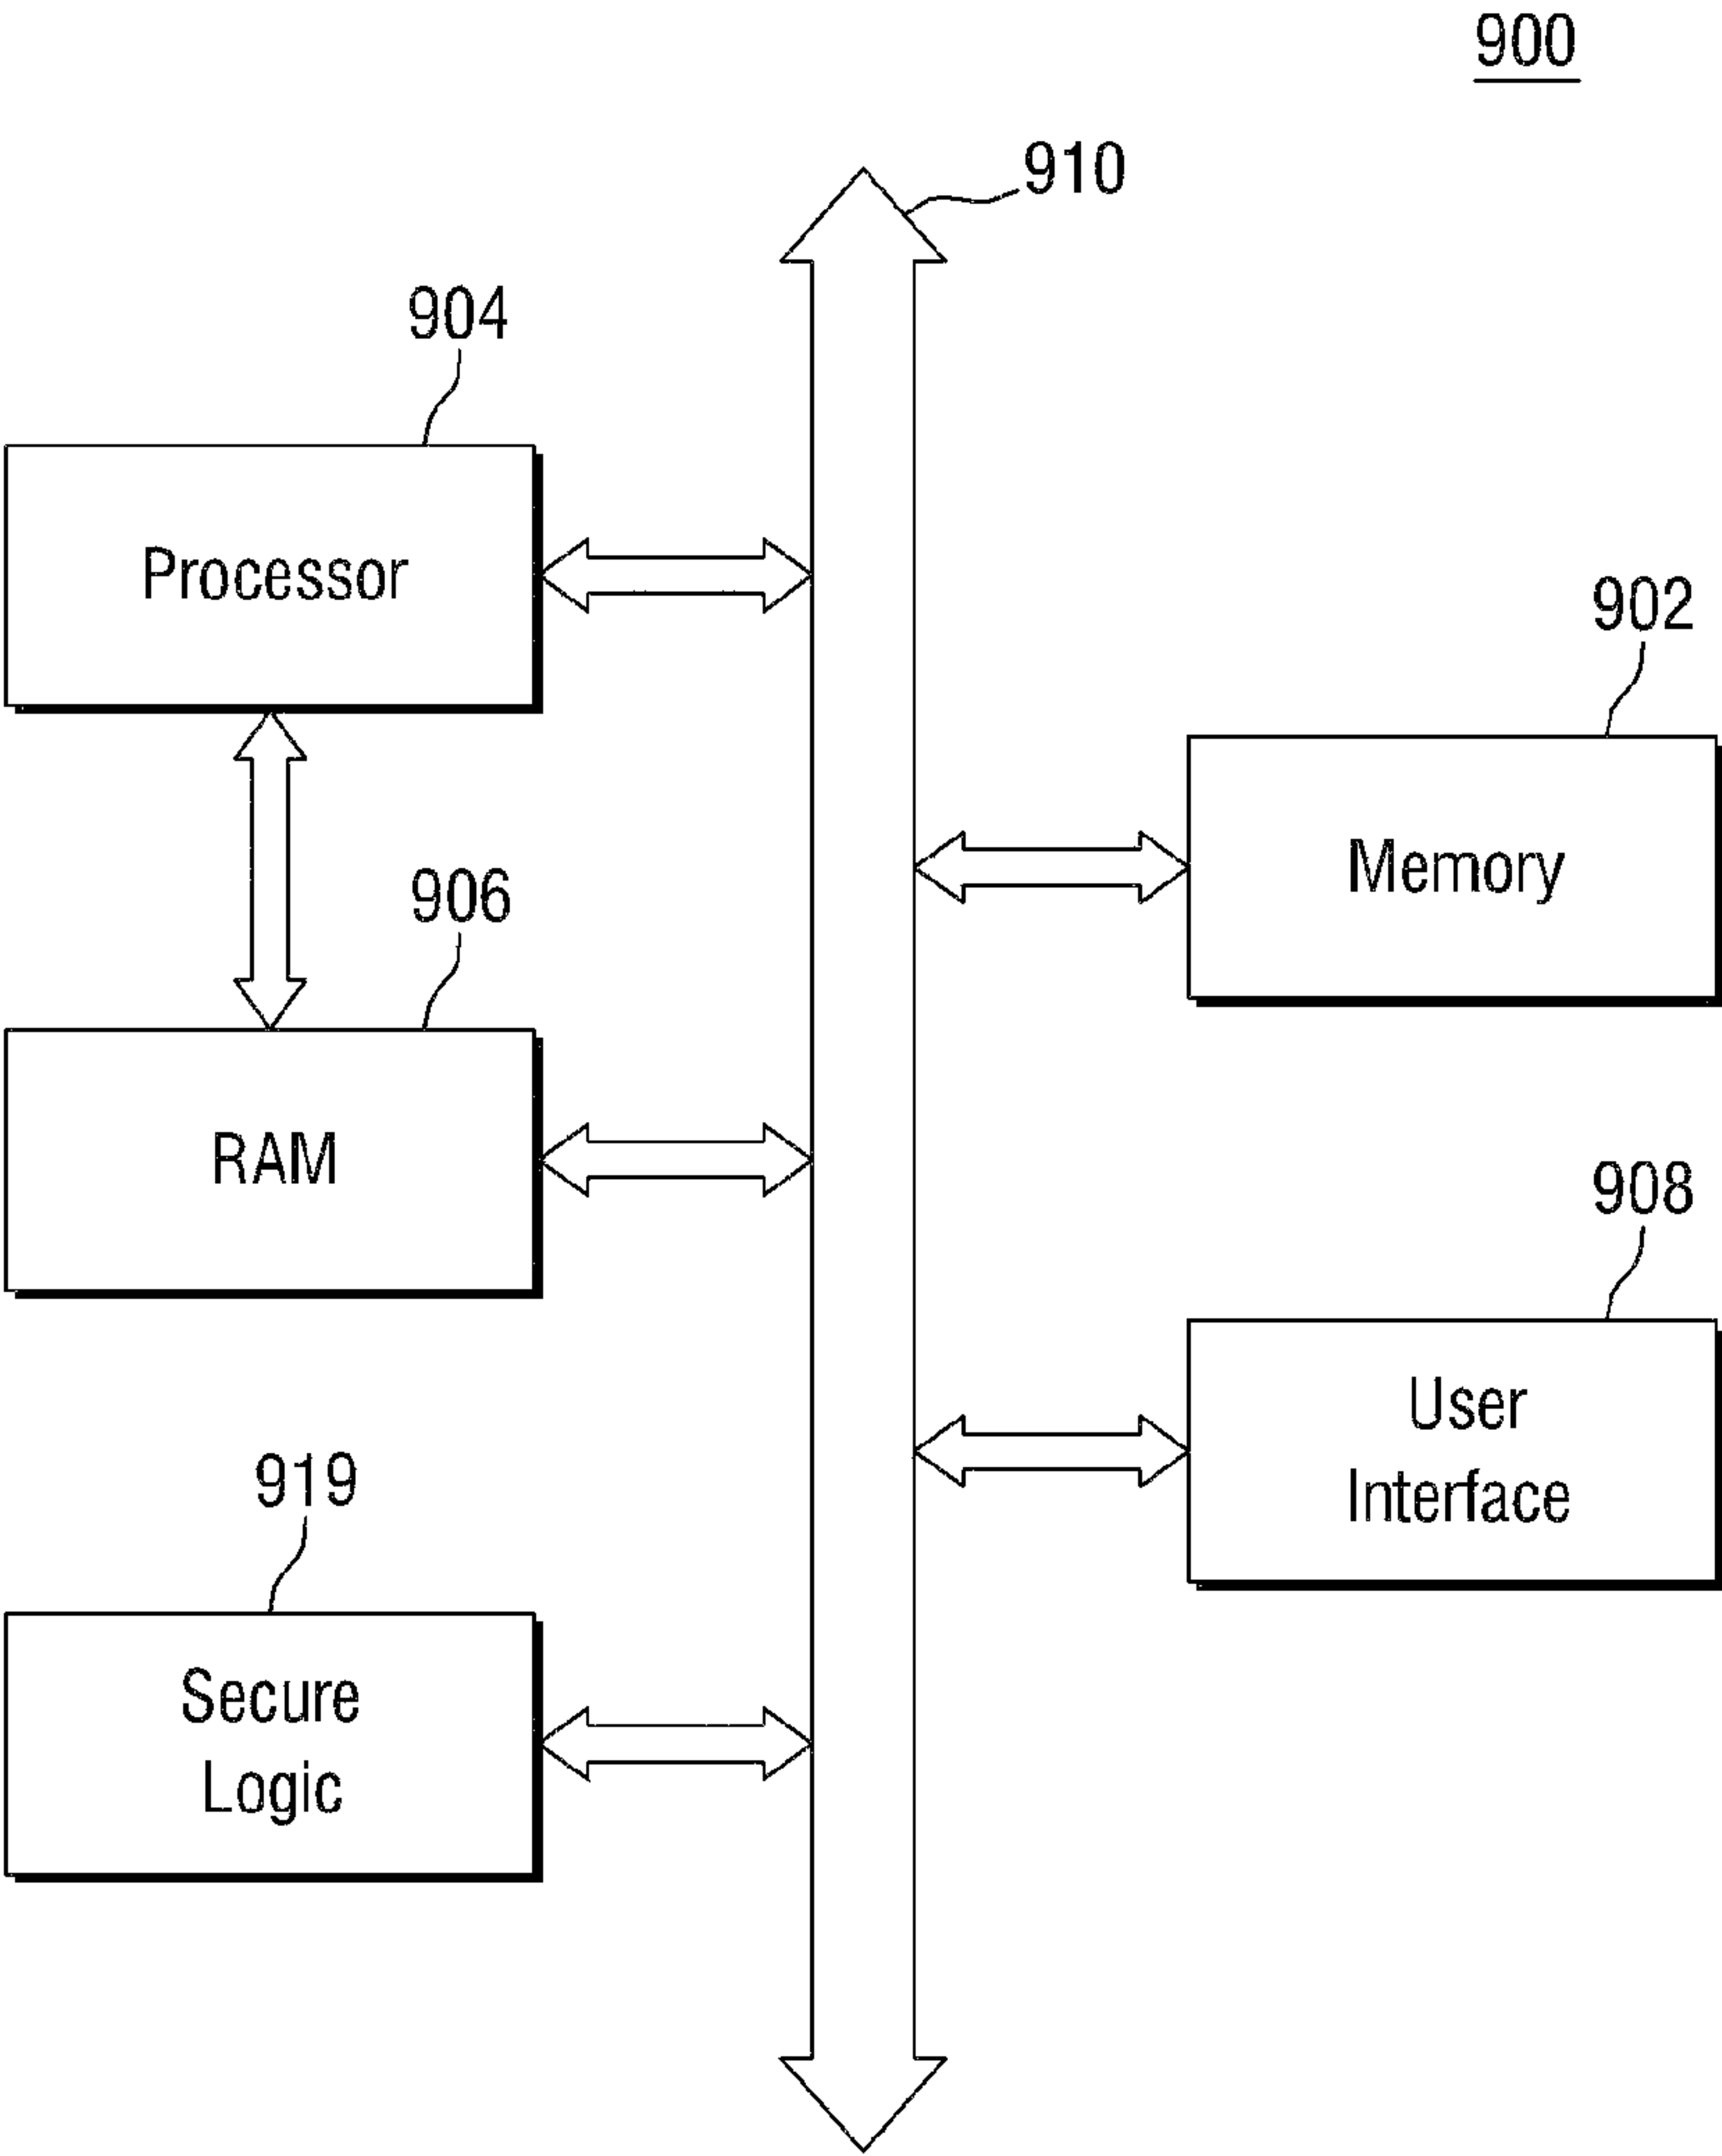 900
910
904
Processor
902
Memory
906
RAM
908
User
Interface
919
Secure
Logic